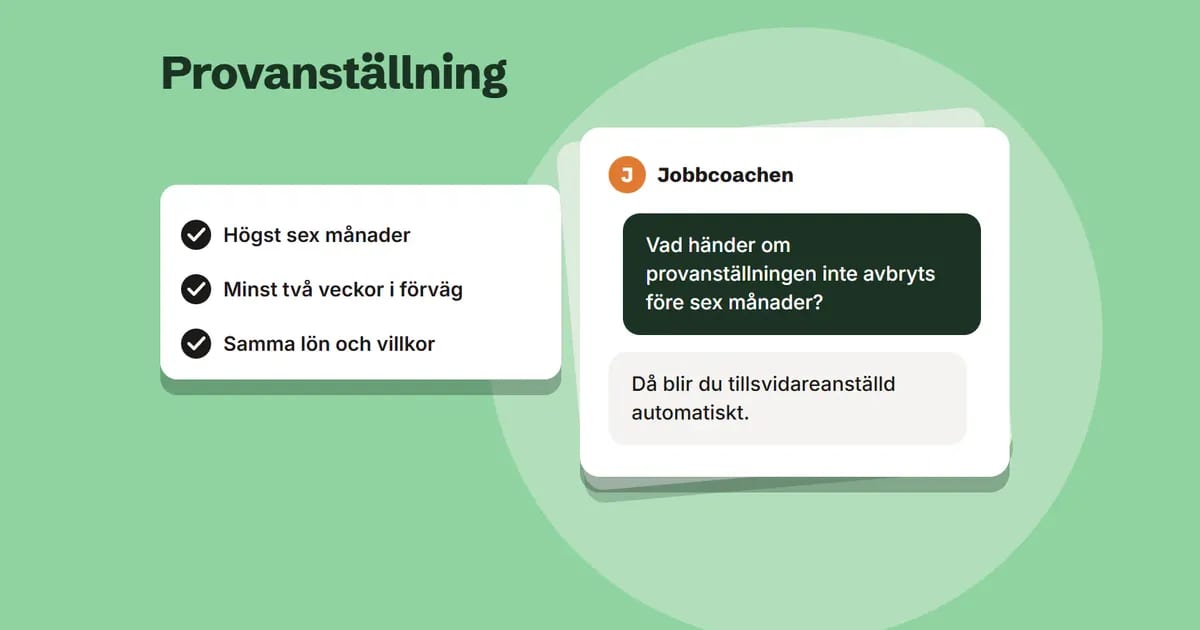 Provanställning
Högst sex månader
Minst två veckor i förväg
Samma lön och villkor
J Jobbcoachen
Vad händer om
provanställningen inte avbryts
före sex månader?
Då blir du tillsvidareanställd
automatiskt.